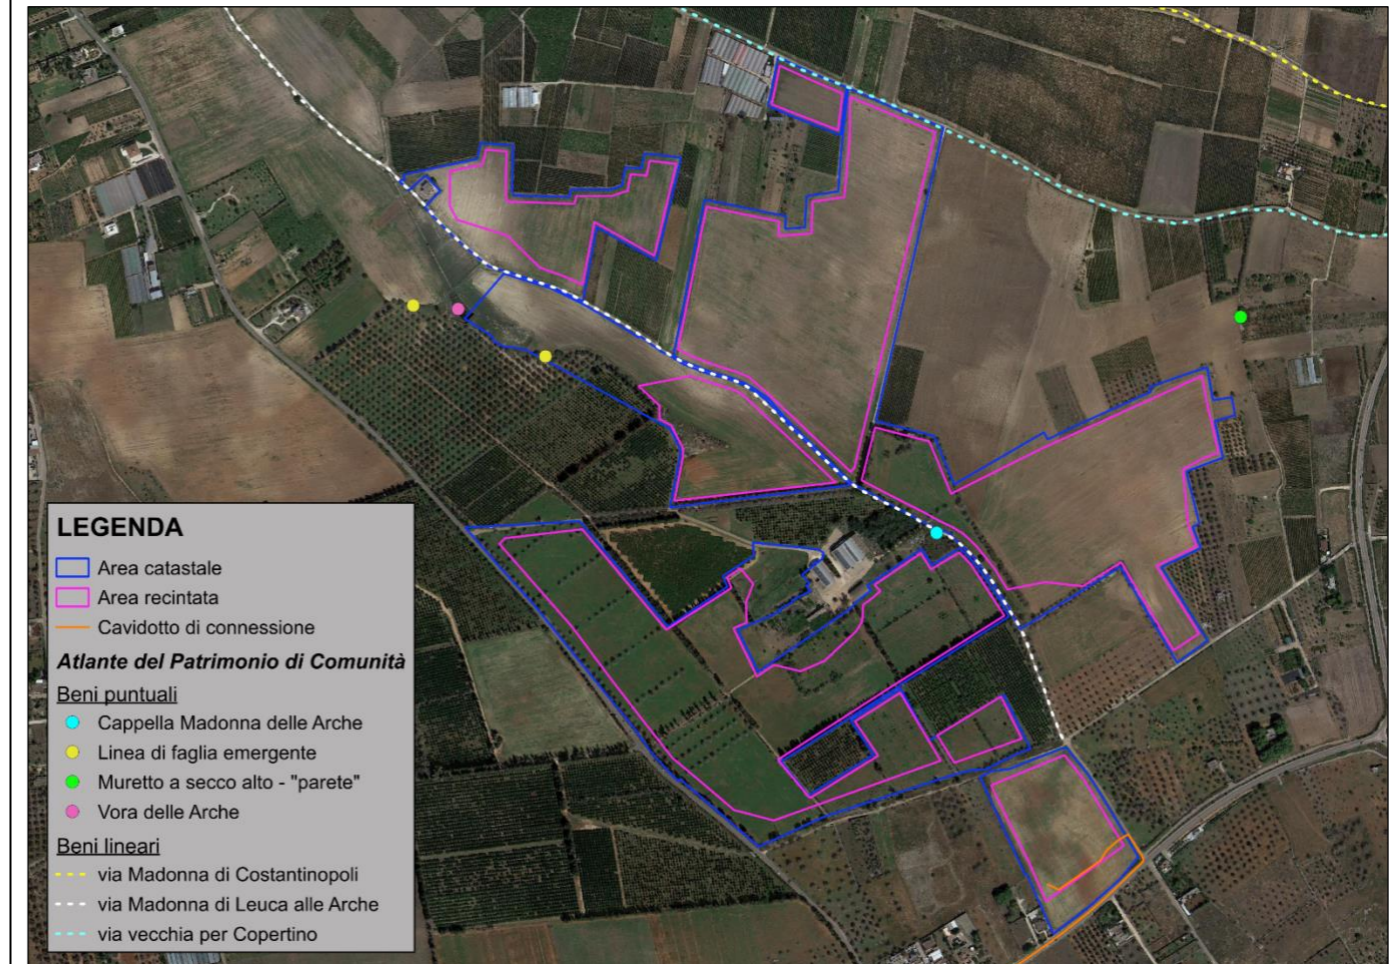 LEGENDA
Area catastale
Area recintata
Cavidotto di connessione
Atlante del Patrimonio di Comunità
Beni puntuali
Cappella Madonna delle Arche
Linea di faglia emergente
Muretto a secco alto - "parete"
Vora delle Arche
Beni lineari
via Madonna di Costantinopoli
via Madonna di Leuca alle Arche
via vecchia per Copertino